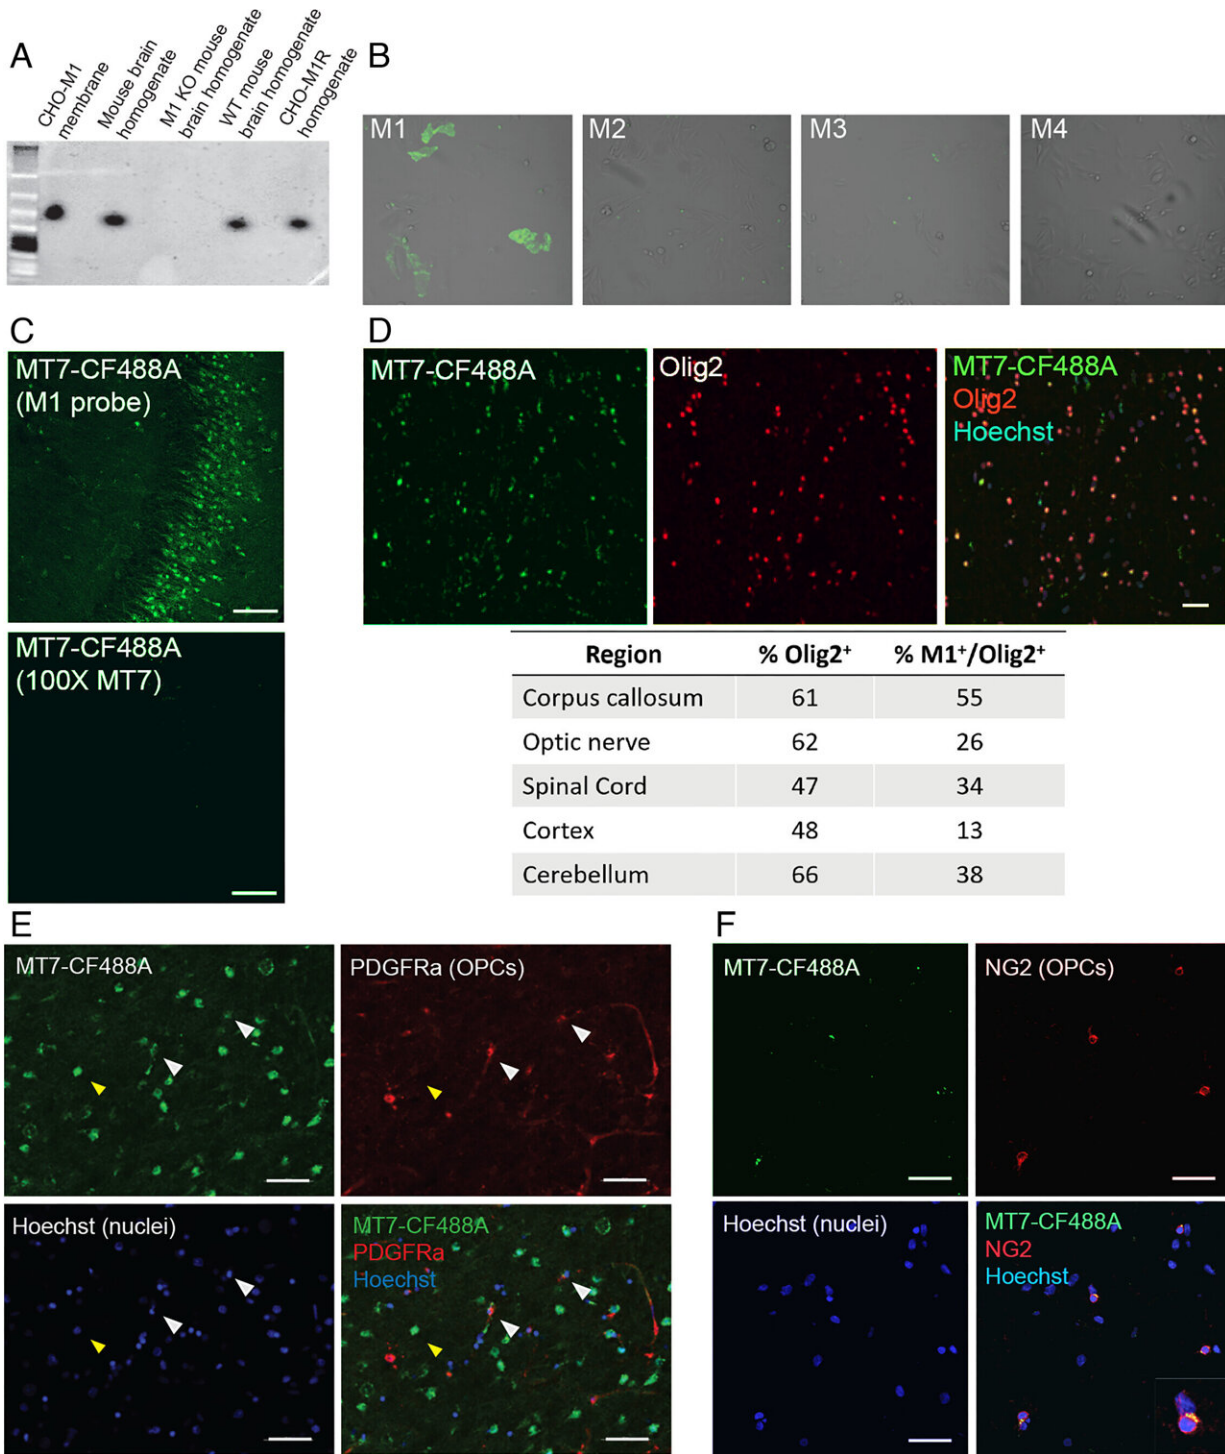 A
CHO-M1
membrane
Mouse brain
homogenate
M1 KO mouse
brain homogenate
WT mouse
brain homogenate
CHO-M1R
homogenate
B
M1
M2
M3
M4
C
MT7-CF488A
(M1 probe)
MT7-CF488A
(100X MT7)
D
MT7-CF488A
Olig2
MT7-CF488A
Olig2
Hoechst
Region % Olig2⁺ % M1⁺/Olig2⁺
Corpus callosum 61 55
Optic nerve 62 26
Spinal Cord 47 34
Cortex 48 13
Cerebellum 66 38
E
MT7-CF488A
PDGFRa (OPCs)
Hoechst (nuclei)
MT7-CF488A
PDGFRa
Hoechst
F
MT7-CF488A
NG2 (OPCs)
Hoechst (nuclei)
MT7-CF488A
NG2
Hoechst